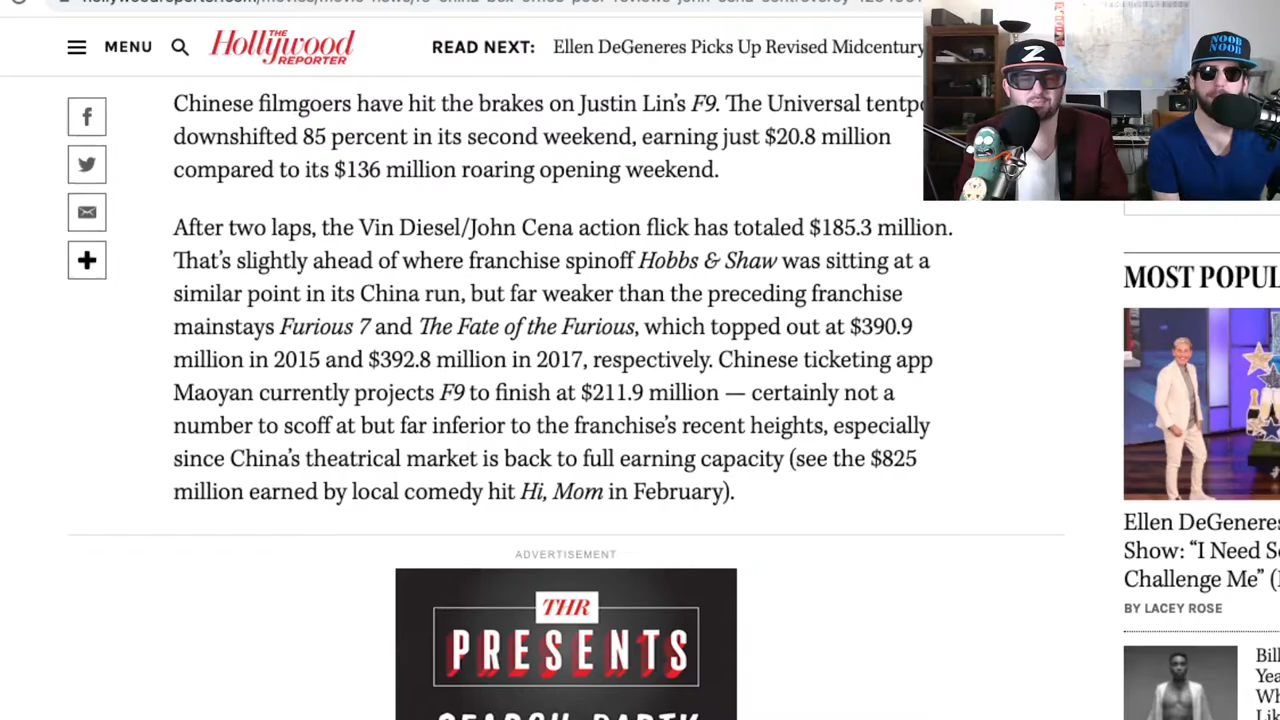 MENU
THE
Hollywood
REPORTER
READ NEXT: Ellen DeGeneres Picks Up Revised Midcentury
Chinese filmgoers have hit the brakes on Justin Lin's F9. The Universal
downshifted 85 percent in its second weekend, earning just $20.8 million
compared to its $136 million roaring opening weekend.
After two laps, the Vin Diesel/John Cena action flick has totaled $185.3 million.
That's slightly ahead of where franchise spinoff Hobbs & Shaw was sitting at a
similar point in its China run, but far weaker than the preceding franchise
mainstays Furious 7 and The Fate of the Furious, which topped out at $390.9
million in 2015 and $392.8 million in 2017, respectively. Chinese ticketing app
Maoyan currently projects F9 to finish at $211.9 million — certainly not a
number to scoff at but far inferior to the franchise's recent heights, especially
since China's theatrical market is back to full earning capacity (see the $825
million earned by local comedy hit Hi, Mom in February).
ADVERTISEMENT
THR
PRESENTS
SEARCH PARTY
Z
NOOB
NOOB
MOST POPUL
Ellen DeGeneres
Show: "I Need
Challenge Me"
BY LACEY ROSE
Bill